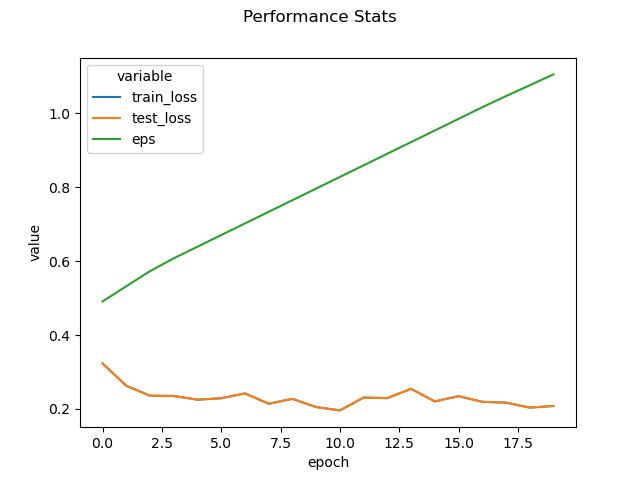 Performance Stats
variable
train_loss
test_loss
eps
value
1.0
0.8
0.6
0.4
0.2
0.0 2.5 5.0 7.5 10.0 12.5 15.0 17.5
epoch